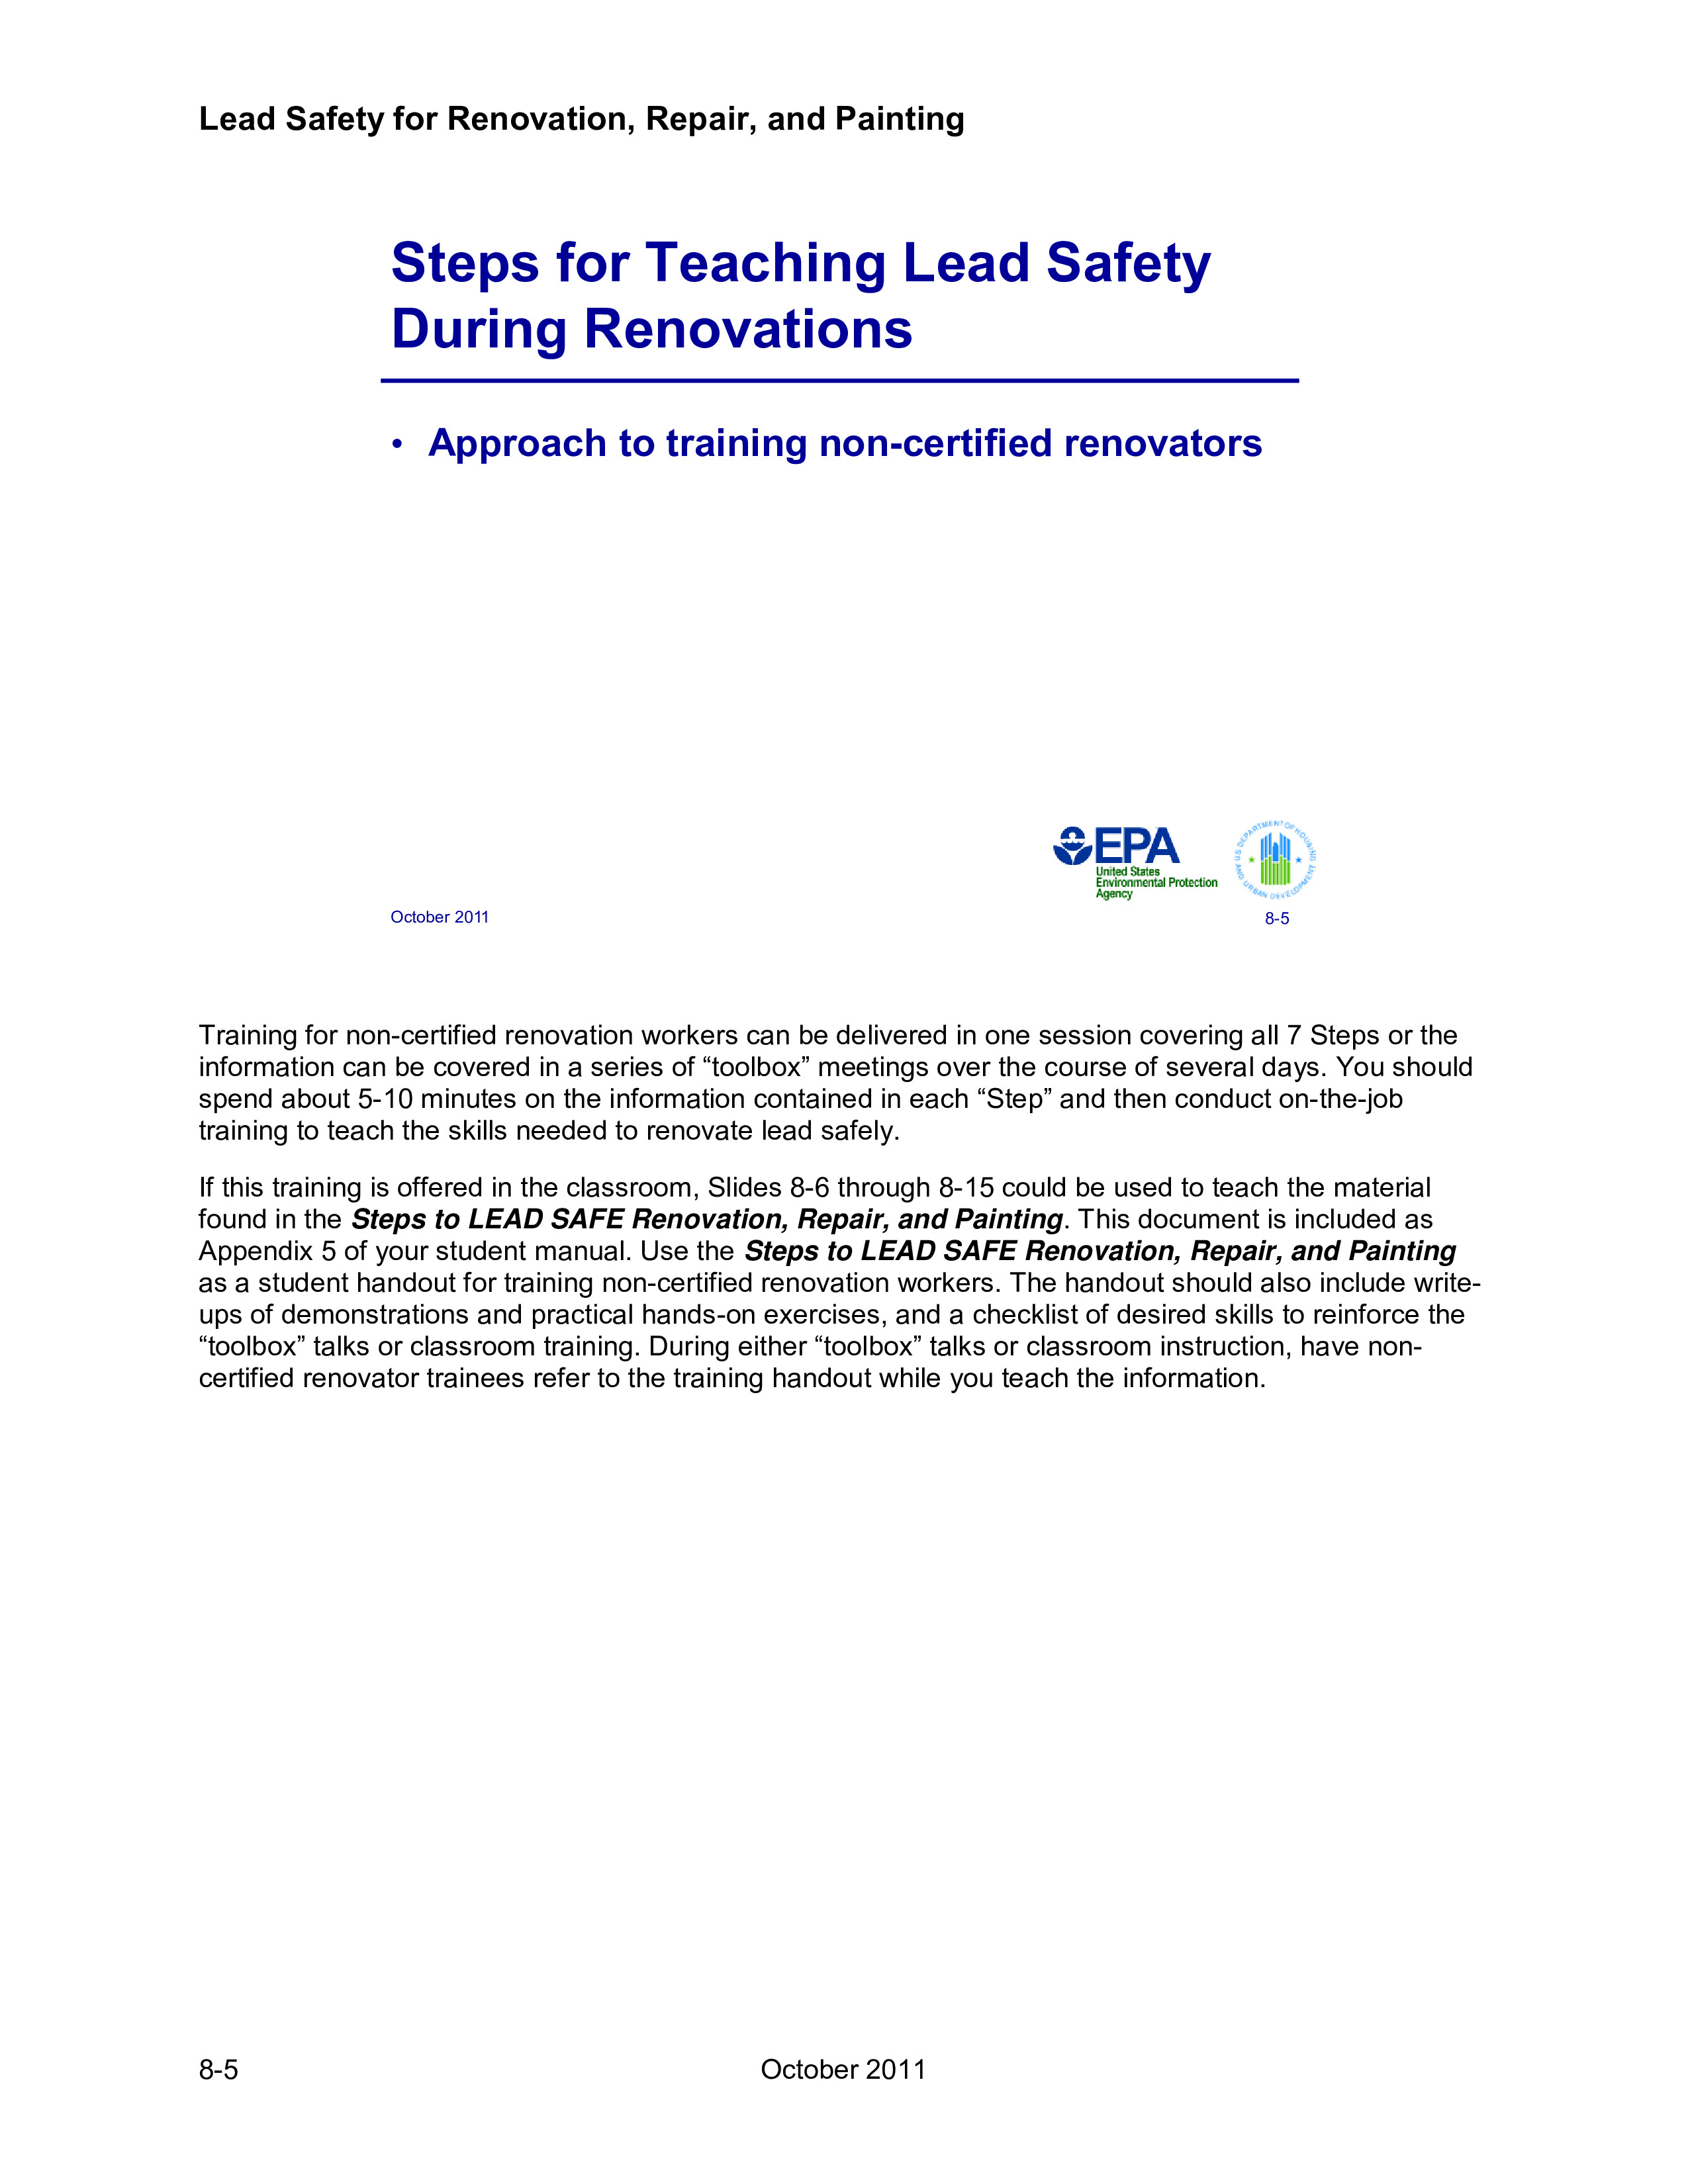 Lead Safety for Renovation, Repair, and Painting
Steps for Teaching Lead Safety
During Renovations
• Approach to training non-certified renovators
EPA
United States
Environmental Protection
Agency
U.S. DEPARTMENT OF HOUSING AND URBAN DEVELOPMENT
October 2011
8-5
Training for non-certified renovation workers can be delivered in one session covering all 7 Steps or the
information can be covered in a series of “toolbox” meetings over the course of several days. You should
spend about 5-10 minutes on the information contained in each “Step” and then conduct on-the-job
training to teach the skills needed to renovate lead safely.
If this training is offered in the classroom, Slides 8-6 through 8-15 could be used to teach the material
found in the Steps to LEAD SAFE Renovation, Repair, and Painting. This document is included as
Appendix 5 of your student manual. Use the Steps to LEAD SAFE Renovation, Repair, and Painting
as a student handout for training non-certified renovation workers. The handout should also include write-
ups of demonstrations and practical hands-on exercises, and a checklist of desired skills to reinforce the
“toolbox” talks or classroom training. During either “toolbox” talks or classroom instruction, have non-
certified renovator trainees refer to the training handout while you teach the information.
8-5
October 2011